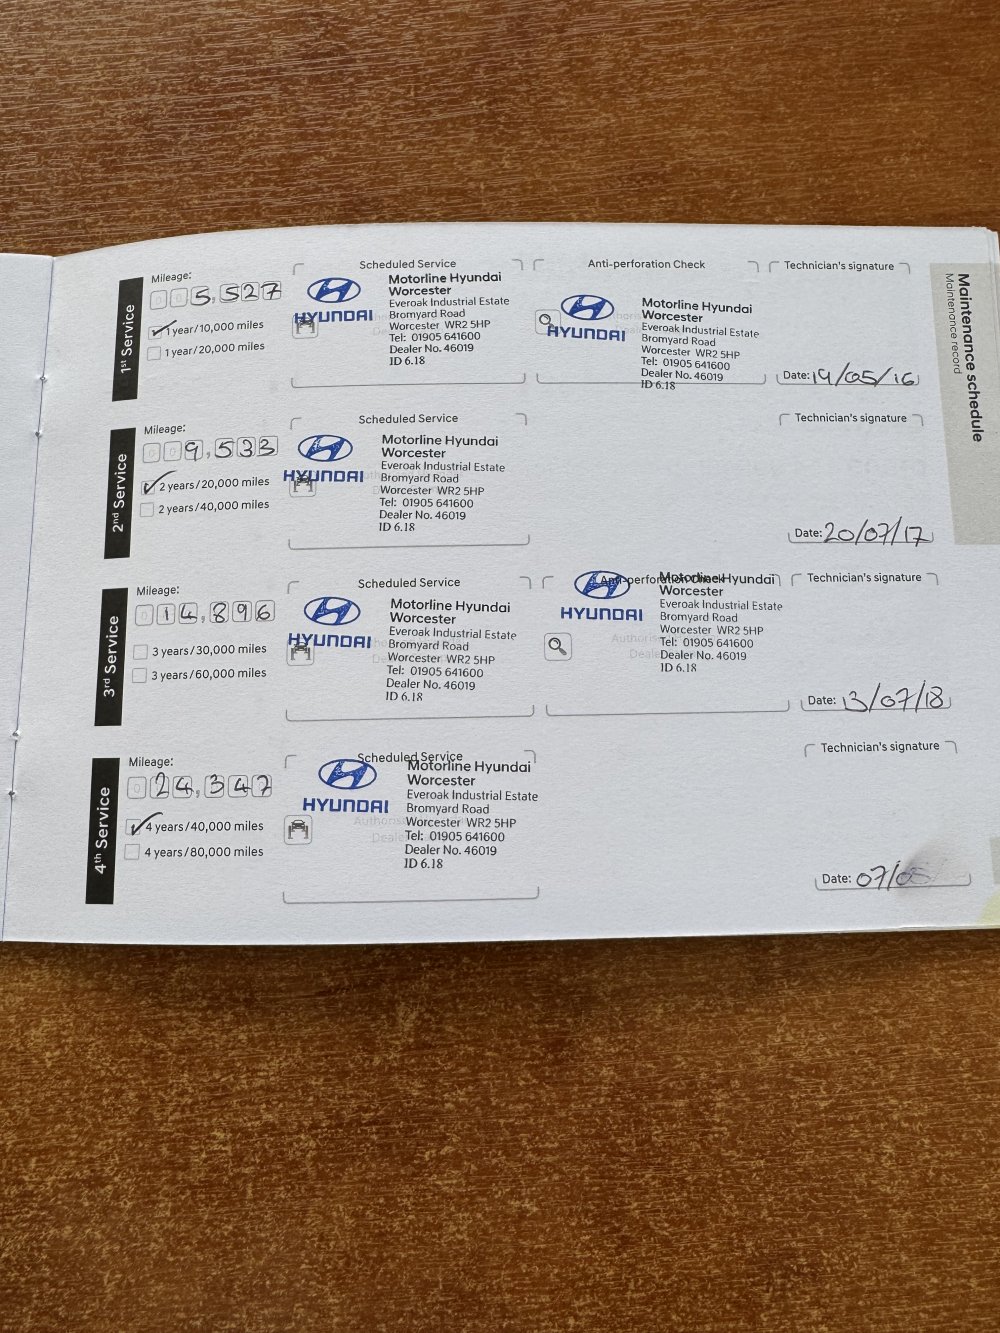 Maintenance schedule
Maintenance record
1st Service
Mileage:
005,527
1 year/10,000 miles
1 year/20,000 miles
Scheduled Service
HYUNDAI
Motorline Hyundai
Worcester
Everoak Industrial Estate
Bromyard Road
Worcester WR2 5HP
Tel: 01905 641600
Dealer No. 46019
ID 6.18
Anti-perforation Check
HYUNDAI
Motorline Hyundai
Worcester
Everoak Industrial Estate
Bromyard Road
Worcester WR2 5HP
Tel: 01905 641600
Dealer No. 46019
ID 6.18
Technician's signature
Date: 19/05/16
2nd Service
Mileage:
009,533
2 years/20,000 miles
2 years/40,000 miles
Scheduled Service
HYUNDAI
Motorline Hyundai
Worcester
Everoak Industrial Estate
Bromyard Road
Worcester WR2 5HP
Tel: 01905 641600
Dealer No. 46019
ID 6.18
Technician's signature
Date: 20/07/17
3rd Service
Mileage:
014,896
3 years/30,000 miles
3 years/60,000 miles
Scheduled Service
HYUNDAI
Motorline Hyundai
Worcester
Everoak Industrial Estate
Bromyard Road
Worcester WR2 5HP
Tel: 01905 641600
Dealer No. 46019
ID 6.18
Anti-perforation Check
HYUNDAI
Motorline Hyundai
Worcester
Everoak Industrial Estate
Bromyard Road
Worcester WR2 5HP
Tel: 01905 641600
Dealer No. 46019
ID 6.18
Technician's signature
Date: 13/07/18
4th Service
Mileage:
024,347
4 years/40,000 miles
4 years/80,000 miles
Scheduled Service
HYUNDAI
Motorline Hyundai
Worcester
Everoak Industrial Estate
Bromyard Road
Worcester WR2 5HP
Tel: 01905 641600
Dealer No. 46019
ID 6.18
Technician's signature
Date: 07/05/